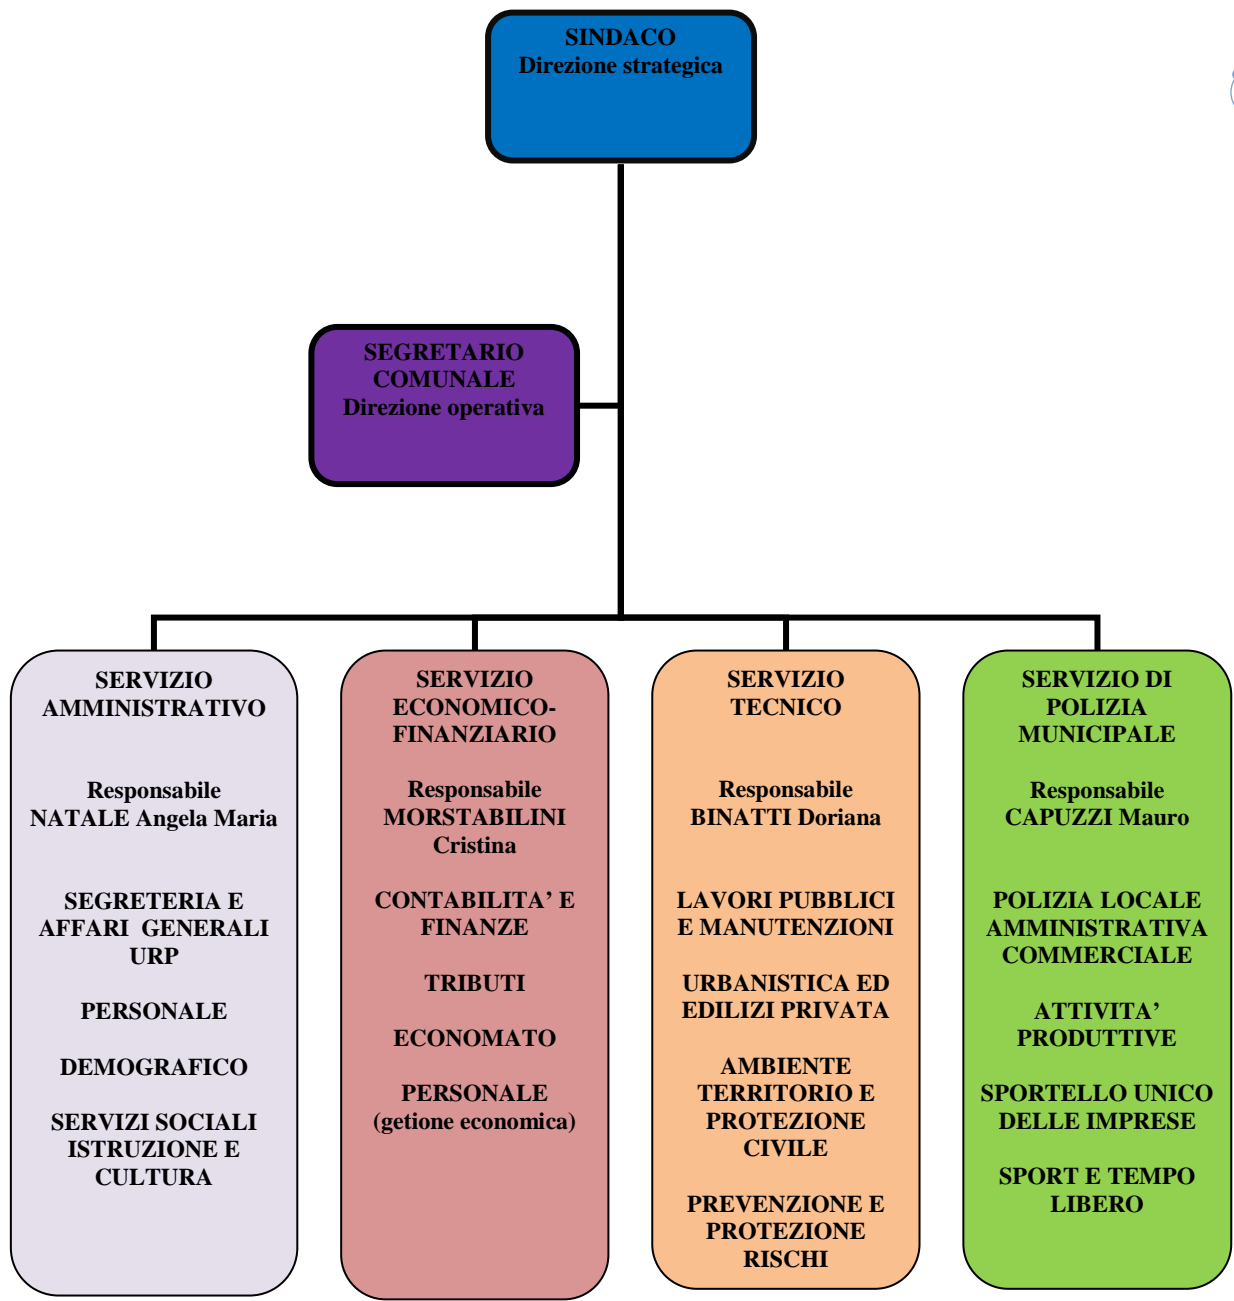 SINDACO
Direzione strategica
SEGRETARIO
COMUNALE
Direzione operativa
SERVIZIO
AMMINISTRATIVO
Responsabile
NATALE Angela Maria
SEGRETERIA E
AFFARI  GENERALI
URP
PERSONALE
DEMOGRAFICO
SERVIZI SOCIALI
ISTRUZIONE E
CULTURA
SERVIZIO
ECONOMICO-
FINANZIARIO
Responsabile
MORSTABILINI
Cristina
CONTABILITA’ E
FINANZE
TRIBUTI
ECONOMATO
PERSONALE
(getione economica)
SERVIZIO
TECNICO
Responsabile
BINATTI Doriana
LAVORI PUBBLICI
E MANUTENZIONI
URBANISTICA ED
EDILIZI PRIVATA
AMBIENTE
TERRITORIO E
PROTEZIONE
CIVILE
PREVENZIONE E
PROTEZIONE
RISCHI
SERVIZIO DI
POLIZIA
MUNICIPALE
Responsabile
CAPUZZI Mauro
POLIZIA LOCALE
AMMINISTRATIVA
COMMERCIALE
ATTIVITA’
PRODUTTIVE
SPORTELLO UNICO
DELLE IMPRESE
SPORT E TEMPO
LIBERO